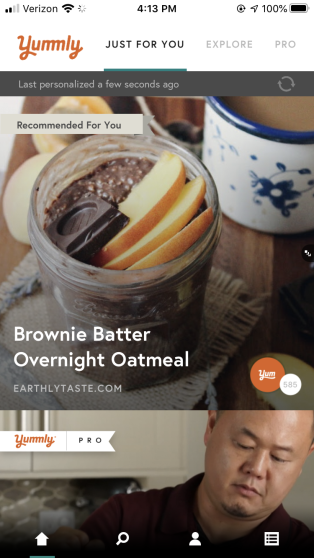 Verizon 4:13 PM 100%
Yummly JUST FOR YOU EXPLORE PRO
Last personalized a few seconds ago
Recommended For You
Brownie Batter
Overnight Oatmeal
EARTHLYTASTE.COM
Yum 585
Yummly PRO